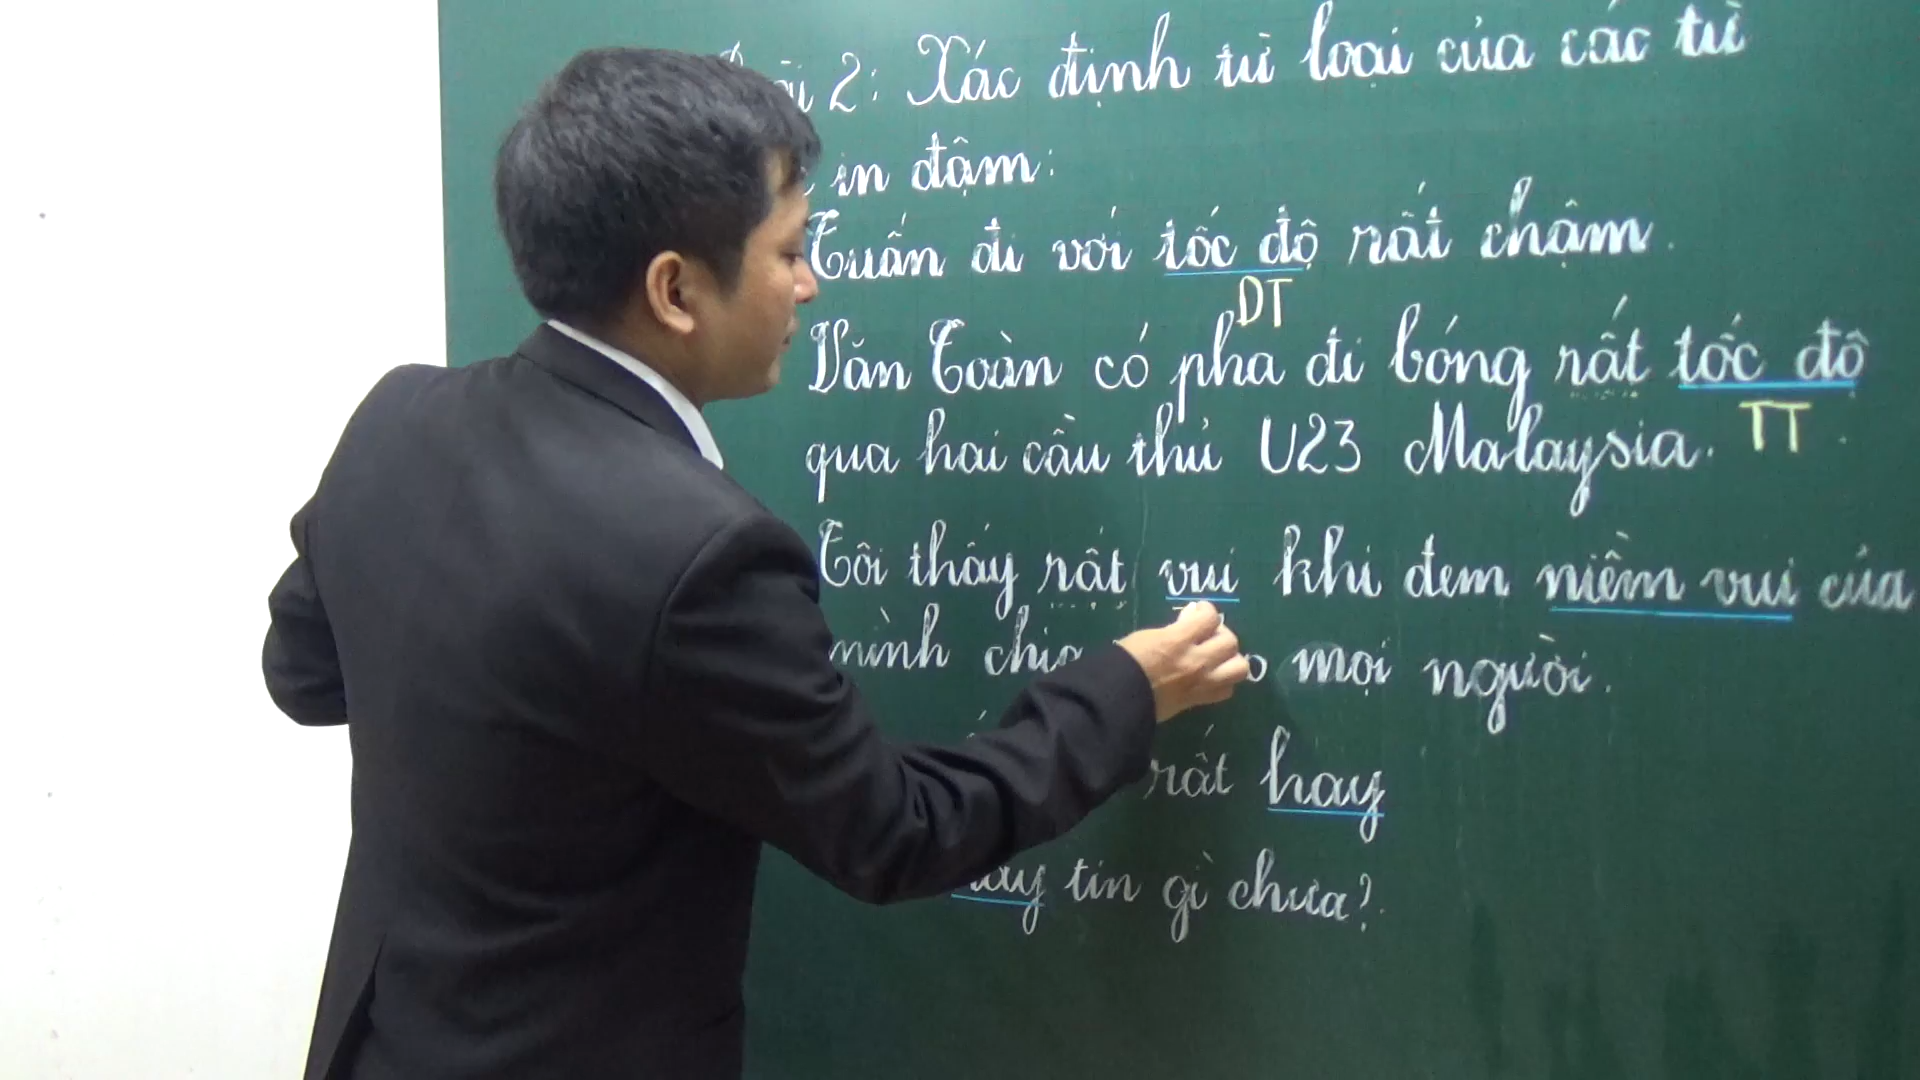 2: Xác định từ loại của các từ
in đậm:
Tuấn đi với tốc độ rất chậm.
DT
Văn Toàn có pha đi bóng rất tốc độ
qua hai cầu thủ U23 Malaysia. TT
Tôi thấy rất vui khi đem niềm vui của
mình mọi người.
rất hay
tin gì chưa?